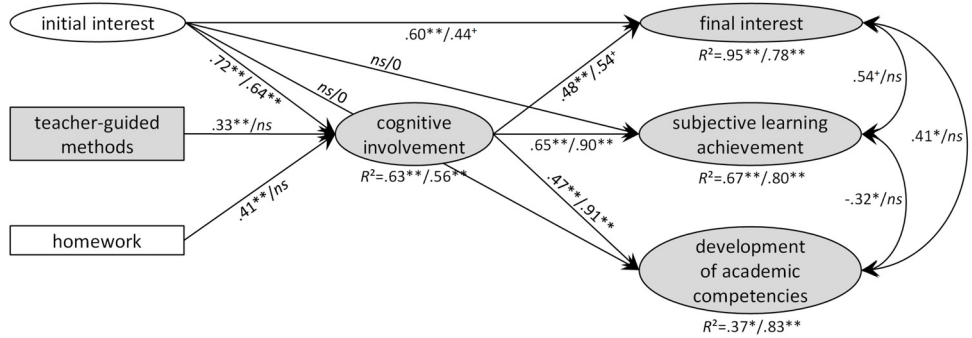 initial interest
final interest
.60**/.44⁺
R²=.95**/.78**
ns/0
.72**/.64**
.48**/.54⁺
.54⁺/ns
ns/0
teacher-guided
methods
.33**/ns
cognitive
involvement
R²=.63**/.56**
.65**/.90**
subjective learning
achievement
R²=.67**/.80**
.41*/ns
.41**/ns
.47**/.91**
-.32*/ns
homework
development
of academic
competencies
R²=.37*/.83**